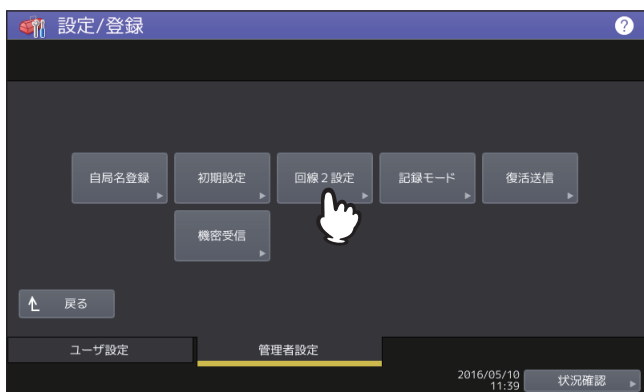 設定/登録
?
自局名登録
初期設定
回線2設定
記録モード
復活送信
機密受信
戻る
ユーザ設定
管理者設定
2016/05/10
11:39
状況確認